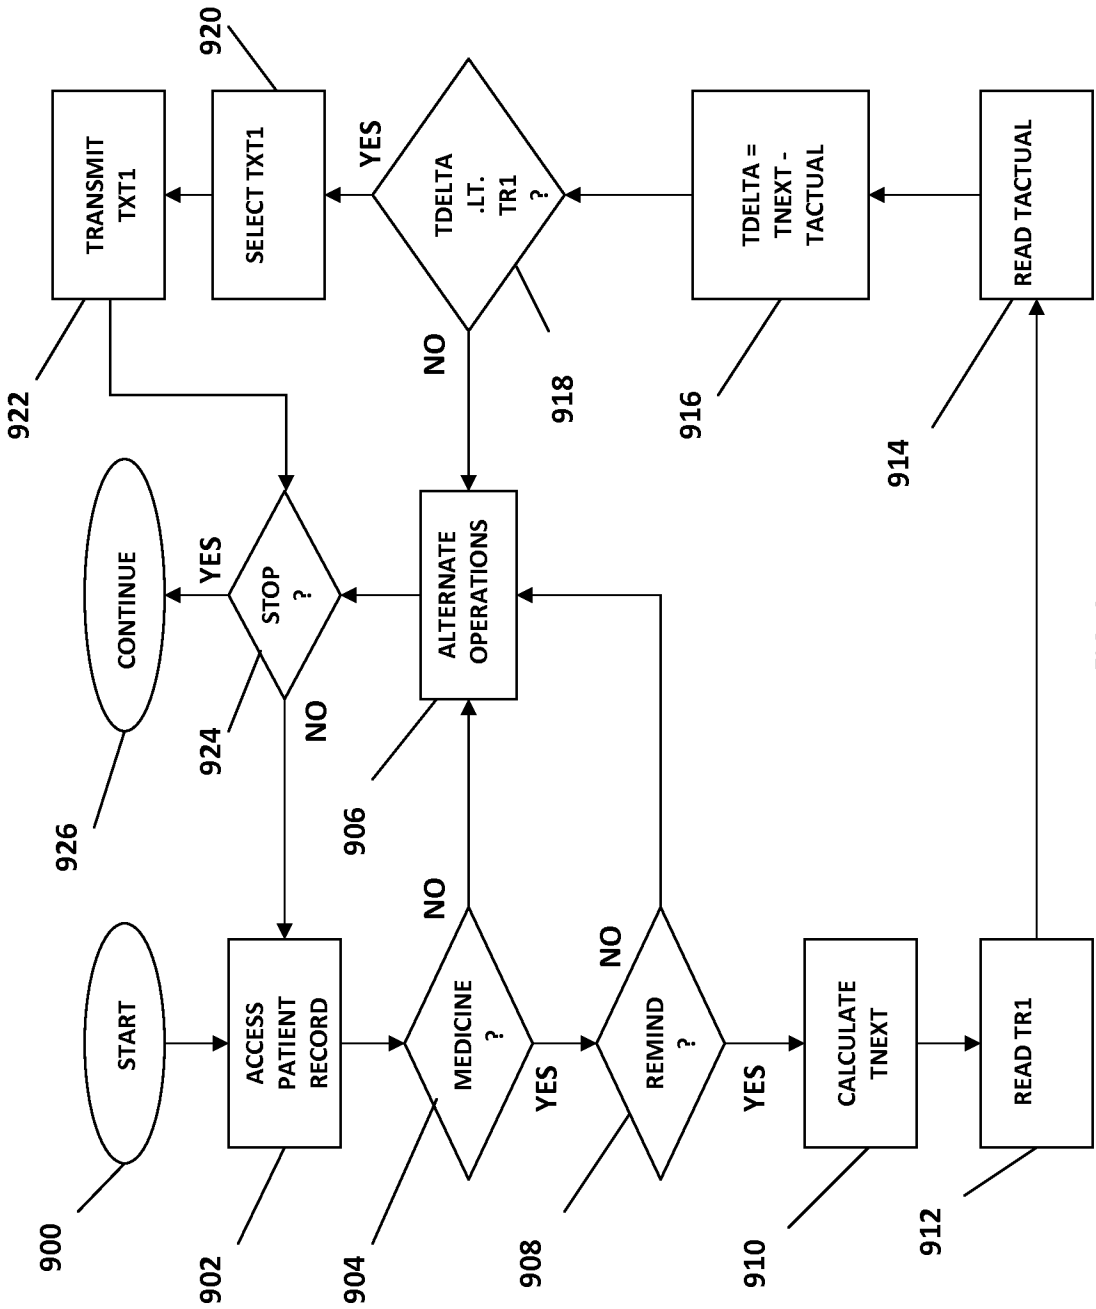 900
START
902
ACCESS
PATIENT
RECORD
904
MEDICINE
?
NO
YES
906
ALTERNATE
OPERATIONS
908
REMIND
?
NO
YES
910
CALCULATE
TNEXT
912
READ TR1
914
READ TACTUAL
916
TDELTA =
TNEXT -
TACTUAL
918
TDELTA
.LT.
TR1
?
NO
YES
920
SELECT TXT1
922
TRANSMIT
TXT1
924
STOP
?
NO
YES
926
CONTINUE